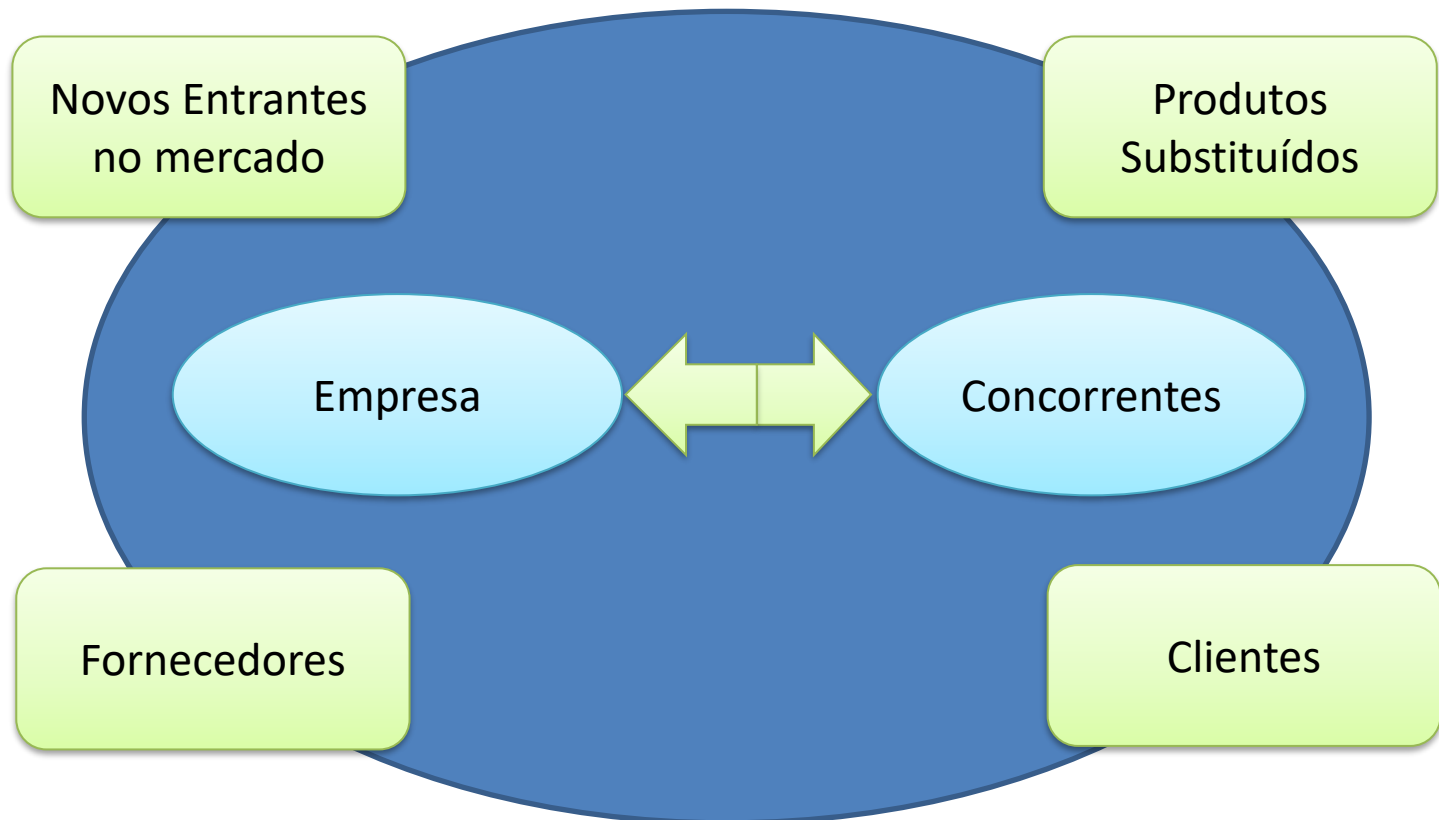 Novos Entrantes
no mercado
Produtos
Substituídos
Empresa
Concorrentes
Fornecedores
Clientes